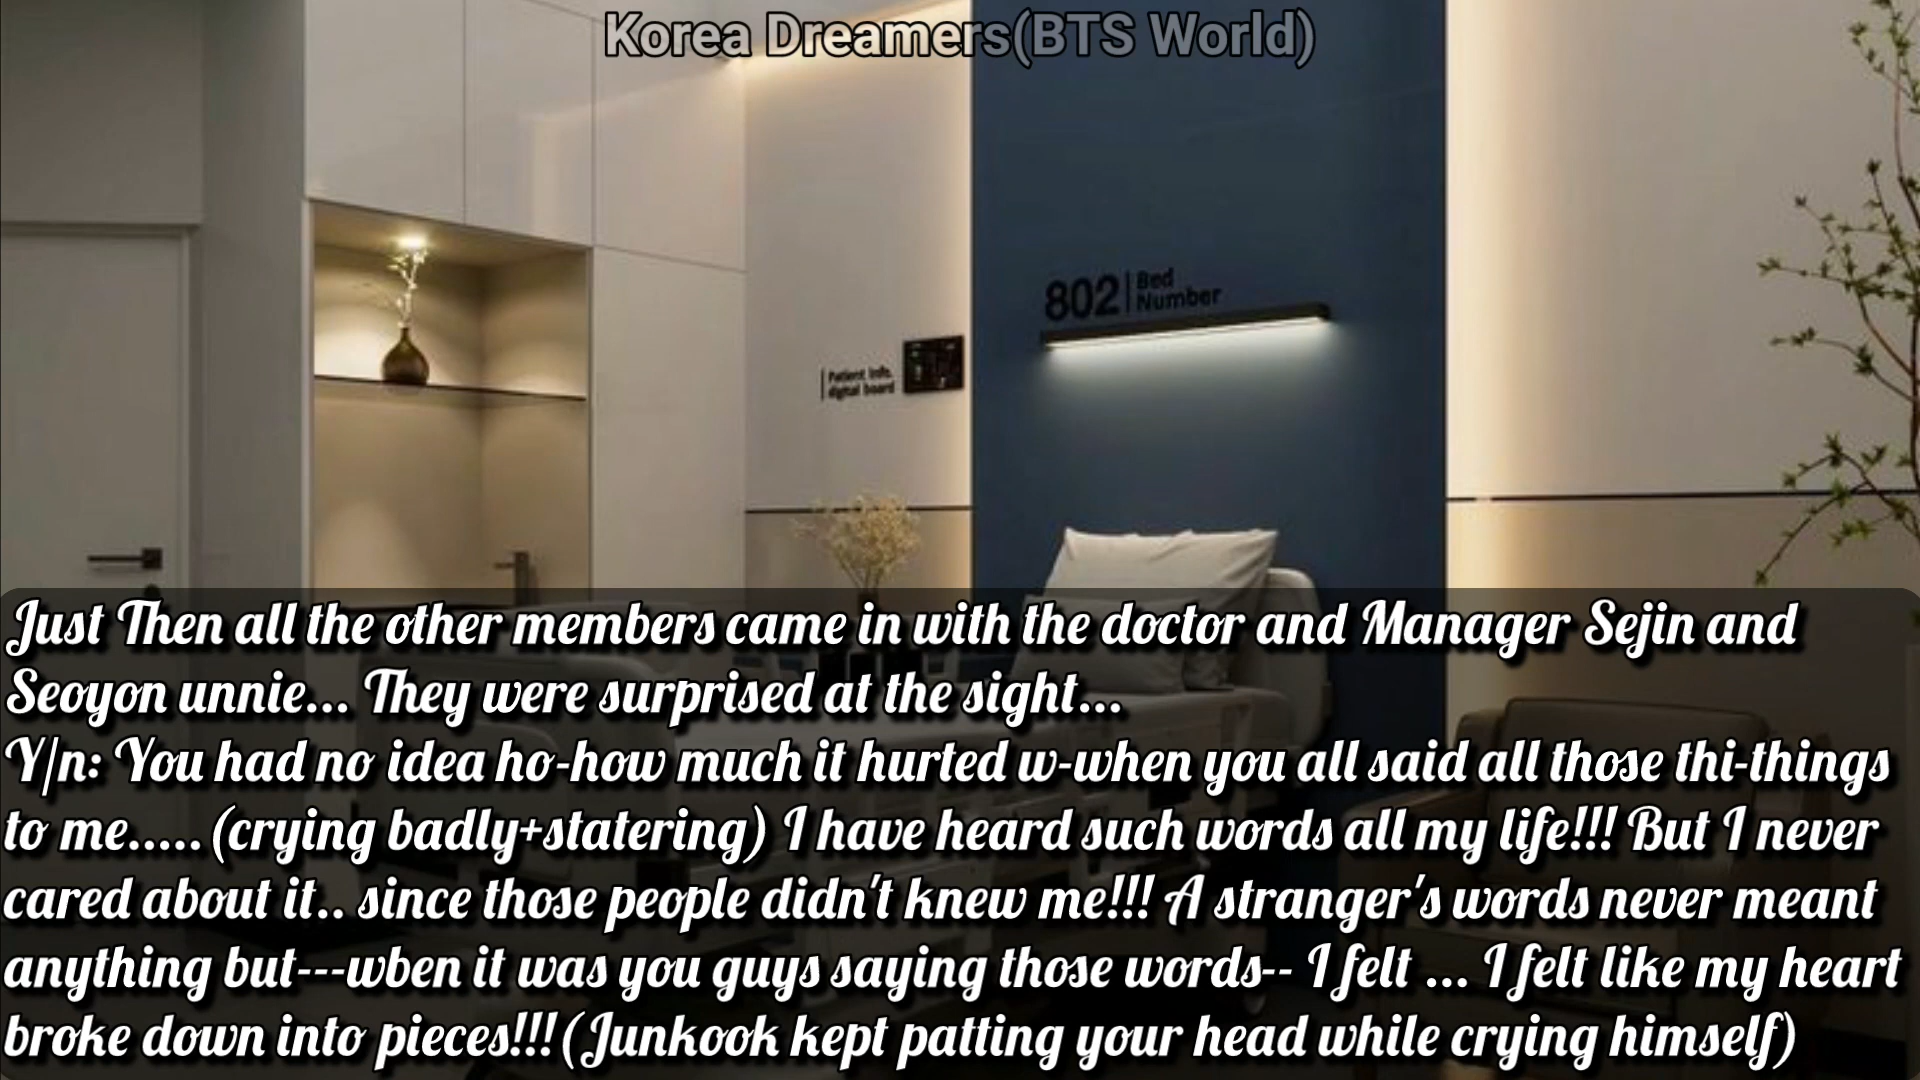 Korea Dreamers(BTS World)
802 | Bed
Number
Patient Info.
digital board
Just Then all the other members came in with the doctor and Manager Sejin and
Seoyon unnie... They were surprised at the sight...
Y/n: You had no idea ho-how much it hurted w-when you all said all those thi-things
to me.....(crying badly+statering) I have heard such words all my life!!! But I never
cared about it.. since those people didn't knew me!!! A stranger's words never meant
anything but---wben it was you guys saying those words-- I felt ... I felt like my heart
broke down into pieces!!!(Junkook kept patting your head while crying himself)